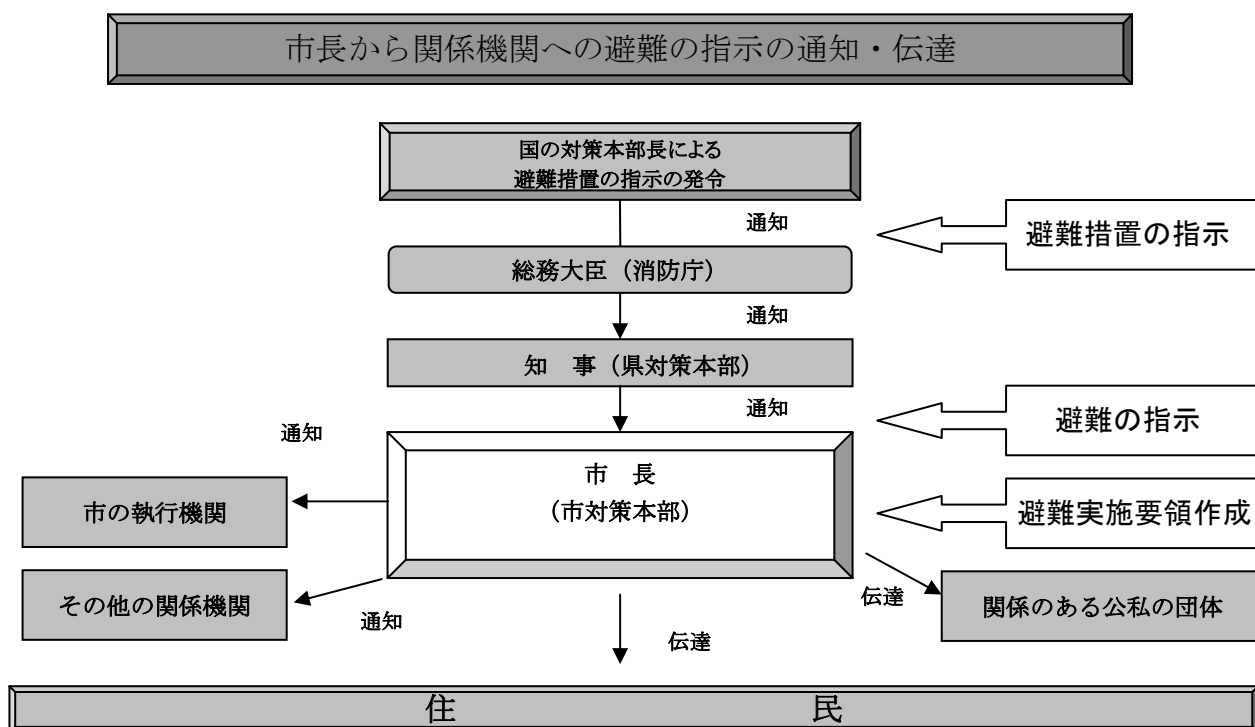 市長から関係機関への避難の指示の通知・伝達
国の対策本部長による
避難措置の指示の発令
通知
避難措置の指示
総務大臣（消防庁）
通知
知　事（県対策本部）
通知
避難の指示
通知
市　長
（市対策本部）
市の執行機関
避難実施要領作成
その他の関係機関
通知
伝達
関係のある公私の団体
伝達
住　民